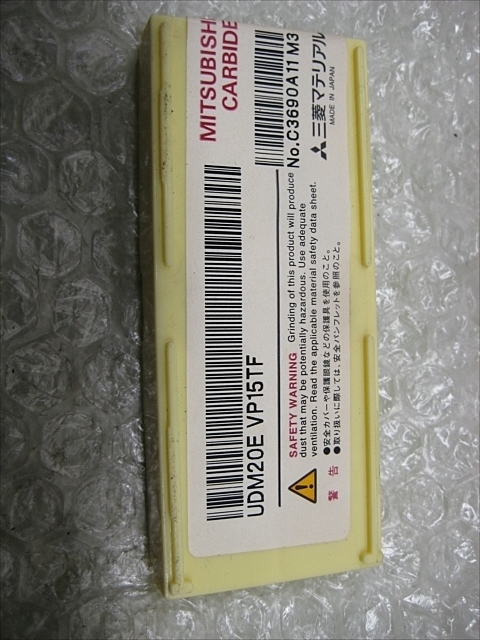 MITSUBISHI
CARBIDE
No.C3690A11 M3
三菱マテリアル
MADE IN JAPAN
UDM20E VP15TF
警告
SAFETY WARNING Grinding of this product will produce
dust that may be potentially hazardous. Use adequate
ventilation. Read the applicable material safety data sheet.
●安全カバーや保護眼鏡などの保護具を使用のこと。
●取り扱いに際しては、安全パンフレットを参照のこと。